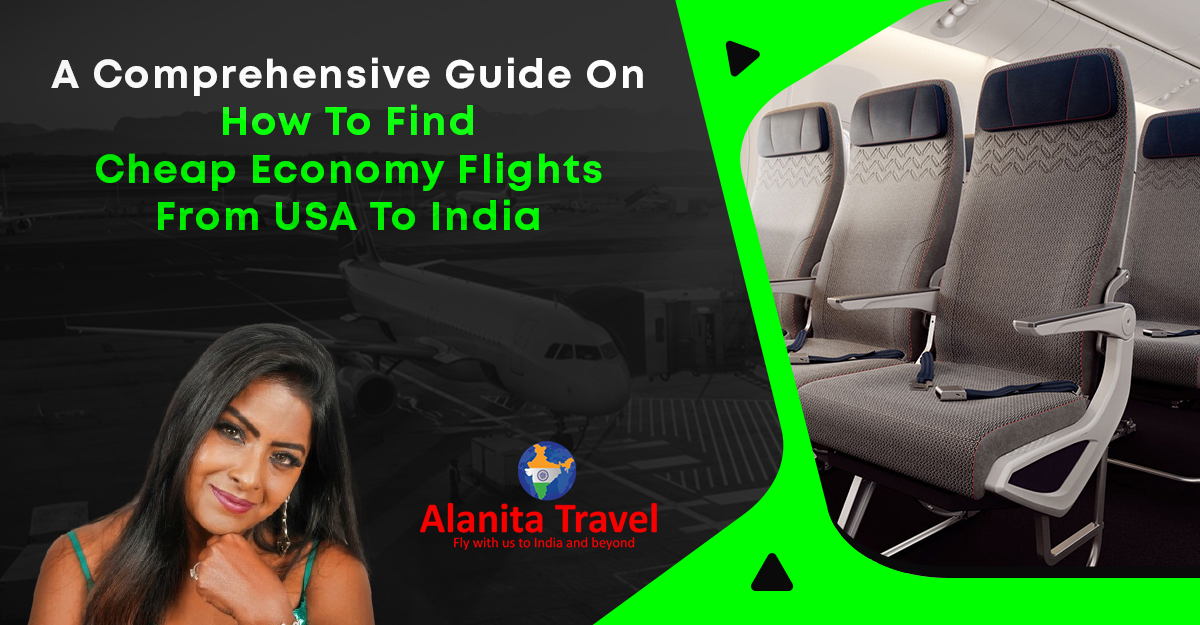 A Comprehensive Guide On
How To Find
Cheap Economy Flights
From USA To India
Alanita Travel
Fly with us to India and beyond